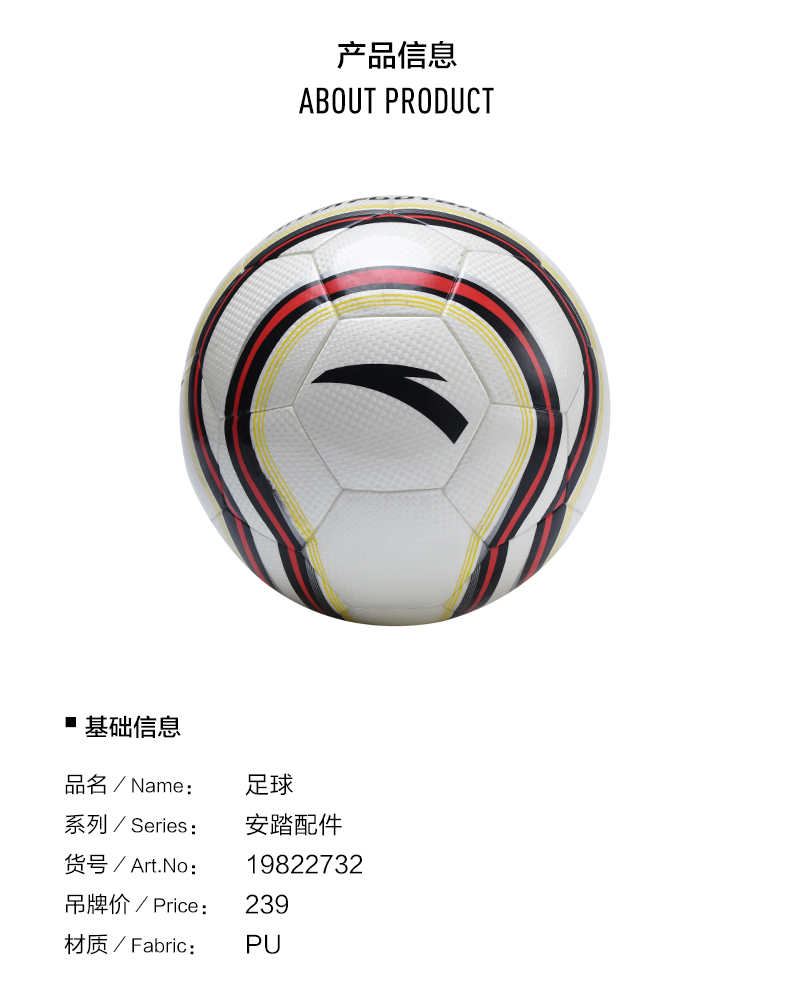 产品信息
ABOUT PRODUCT
■ 基础信息
品名 / Name： 足球
系列 / Series： 安踏配件
货号 / Art.No： 19822732
吊牌价 / Price： 239
材质 / Fabric： PU